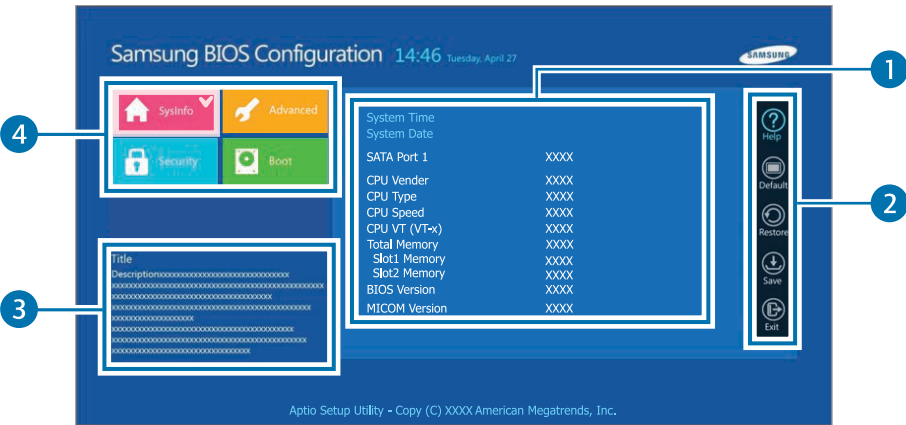 Samsung BIOS Configuration 14:46 Tuesday, April 27
SAMSUNG
1
SysInfo
Advanced
Security
Boot
4
System Time
System Date
SATA Port 1 XXXX
CPU Vender XXXX
CPU Type XXXX
CPU Speed XXXX
CPU VT (VT-x) XXXX
Total Memory XXXX
Slot1 Memory XXXX
Slot2 Memory XXXX
BIOS Version XXXX
MICOM Version XXXX
Help
Default
Restore
Save
Exit
2
Title
3
Aptio Setup Utility - Copy (C) XXXX American Megatrends, Inc.